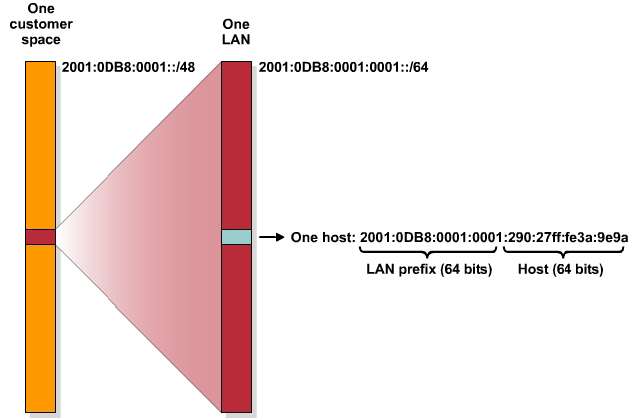 One
customer
space
One
LAN
2001:0DB8:0001::/48
2001:0DB8:0001:0001::/64
One host: 2001:0DB8:0001:0001:290:27ff:fe3a:9e9a
LAN prefix (64 bits)
Host (64 bits)